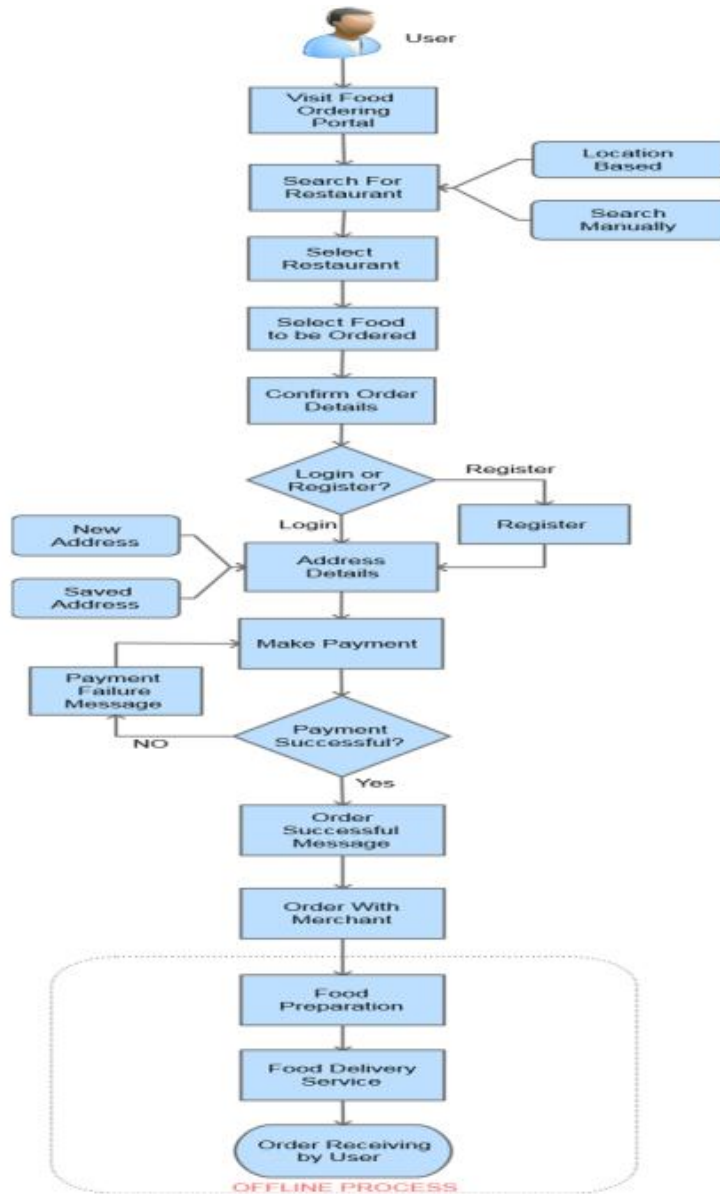 User
Visit Food
Ordering
Portal
Search For
Restaurant
Location
Based
Search
Manually
Select
Restaurant
Select Food
to be Ordered
Confirm Order
Details
Login or
Register?
Register
Register
Login
New
Address
Saved
Address
Address
Details
Make Payment
Payment
Failure
Message
Payment
Successful?
NO
Yes
Order
Successful
Message
Order With
Merchant
Food
Preparation
Food Delivery
Service
Order Receiving
by User
OFFLINE PROCESS